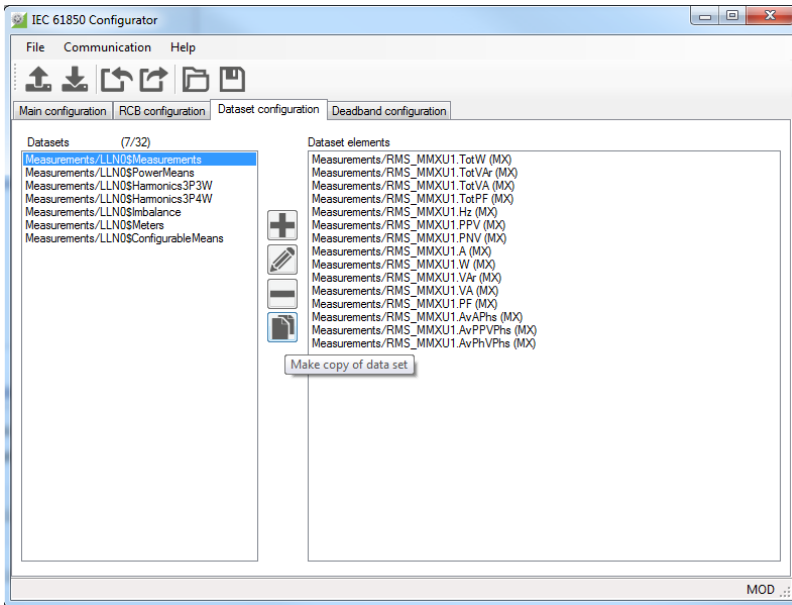 IEC 61850 Configurator
File Communication Help
Main configuration RCB configuration Dataset configuration Deadband configuration
Datasets (7/32) Dataset elements
Measurements/LLN0$Measurements
Measurements/LLN0$PowerMeans
Measurements/LLN0$Harmonics3P3W
Measurements/LLN0$Harmonics3P4W
Measurements/LLN0$Imbalance
Measurements/LLN0$Meters
Measurements/LLN0$ConfigurableMeans
Measurements/RMS_MMXU1.TotW (MX)
Measurements/RMS_MMXU1.TotVAr (MX)
Measurements/RMS_MMXU1.TotVA (MX)
Measurements/RMS_MMXU1.TotPF (MX)
Measurements/RMS_MMXU1.Hz (MX)
Measurements/RMS_MMXU1.PPV (MX)
Measurements/RMS_MMXU1.PNV (MX)
Measurements/RMS_MMXU1.A (MX)
Measurements/RMS_MMXU1.W (MX)
Measurements/RMS_MMXU1.VAr (MX)
Measurements/RMS_MMXU1.VA (MX)
Measurements/RMS_MMXU1.PF (MX)
Measurements/RMS_MMXU1.AvAPhs (MX)
Measurements/RMS_MMXU1.AvPPVPhs (MX)
Measurements/RMS_MMXU1.AvPhVPhs (MX)
Make copy of data set
MOD